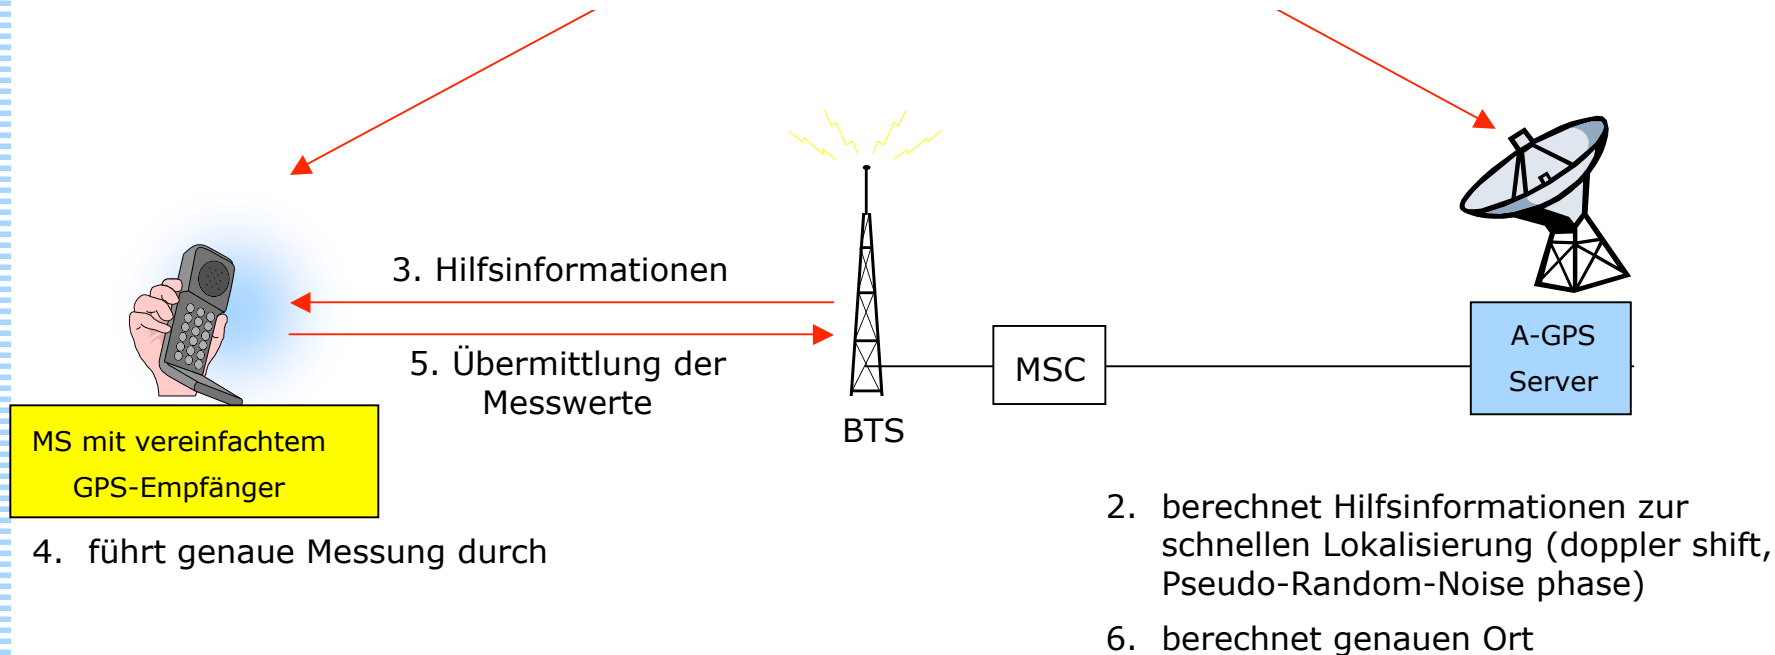 3. Hilfsinformationen
5. Übermittlung der
Messwerte
BTS
MSC
A-GPS
Server
MS mit vereinfachtem
GPS-Empfänger
4. führt genaue Messung durch
2. berechnet Hilfsinformationen zur
schnellen Lokalisierung (doppler shift,
Pseudo-Random-Noise phase)
6. berechnet genauen Ort